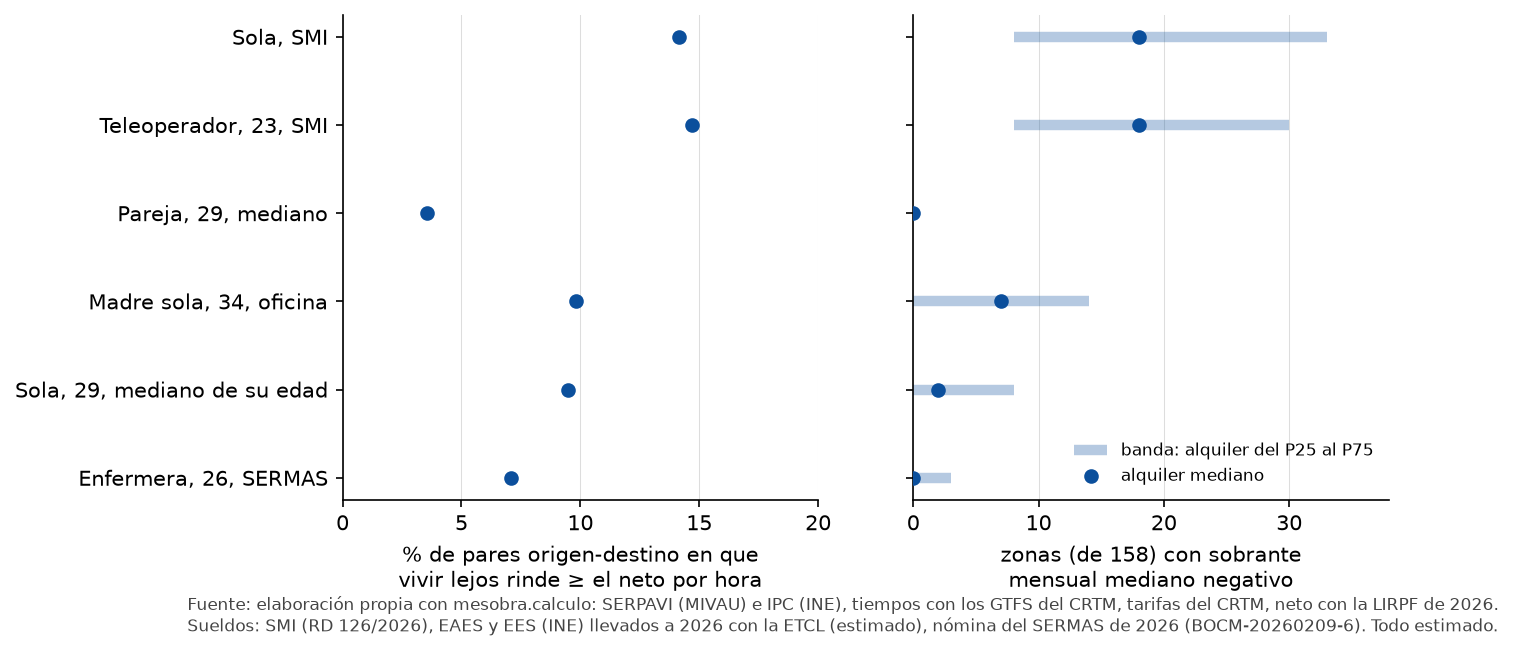 Sola, SMI
Teleoperador, 23, SMI
Pareja, 29, mediano
Madre sola, 34, oficina
Sola, 29, mediano de su edad
Enfermera, 26, SERMAS
0 5 10 15 20
% de pares origen-destino en que
vivir lejos rinde ≥ el neto por hora
banda: alquiler del P25 al P75
alquiler mediano
0 10 20 30
zonas (de 158) con sobrante
mensual mediano negativo
Fuente: elaboración propia con mesobra.calculo: SERPAVI (MIVAU) e IPC (INE), tiempos con los GTFS del CRTM, tarifas del CRTM, neto con la LIRPF de 2026.
Sueldos: SMI (RD 126/2026), EAES y EES (INE) llevados a 2026 con la ETCL (estimado), nómina del SERMAS de 2026 (BOCM-20260209-6). Todo estimado.